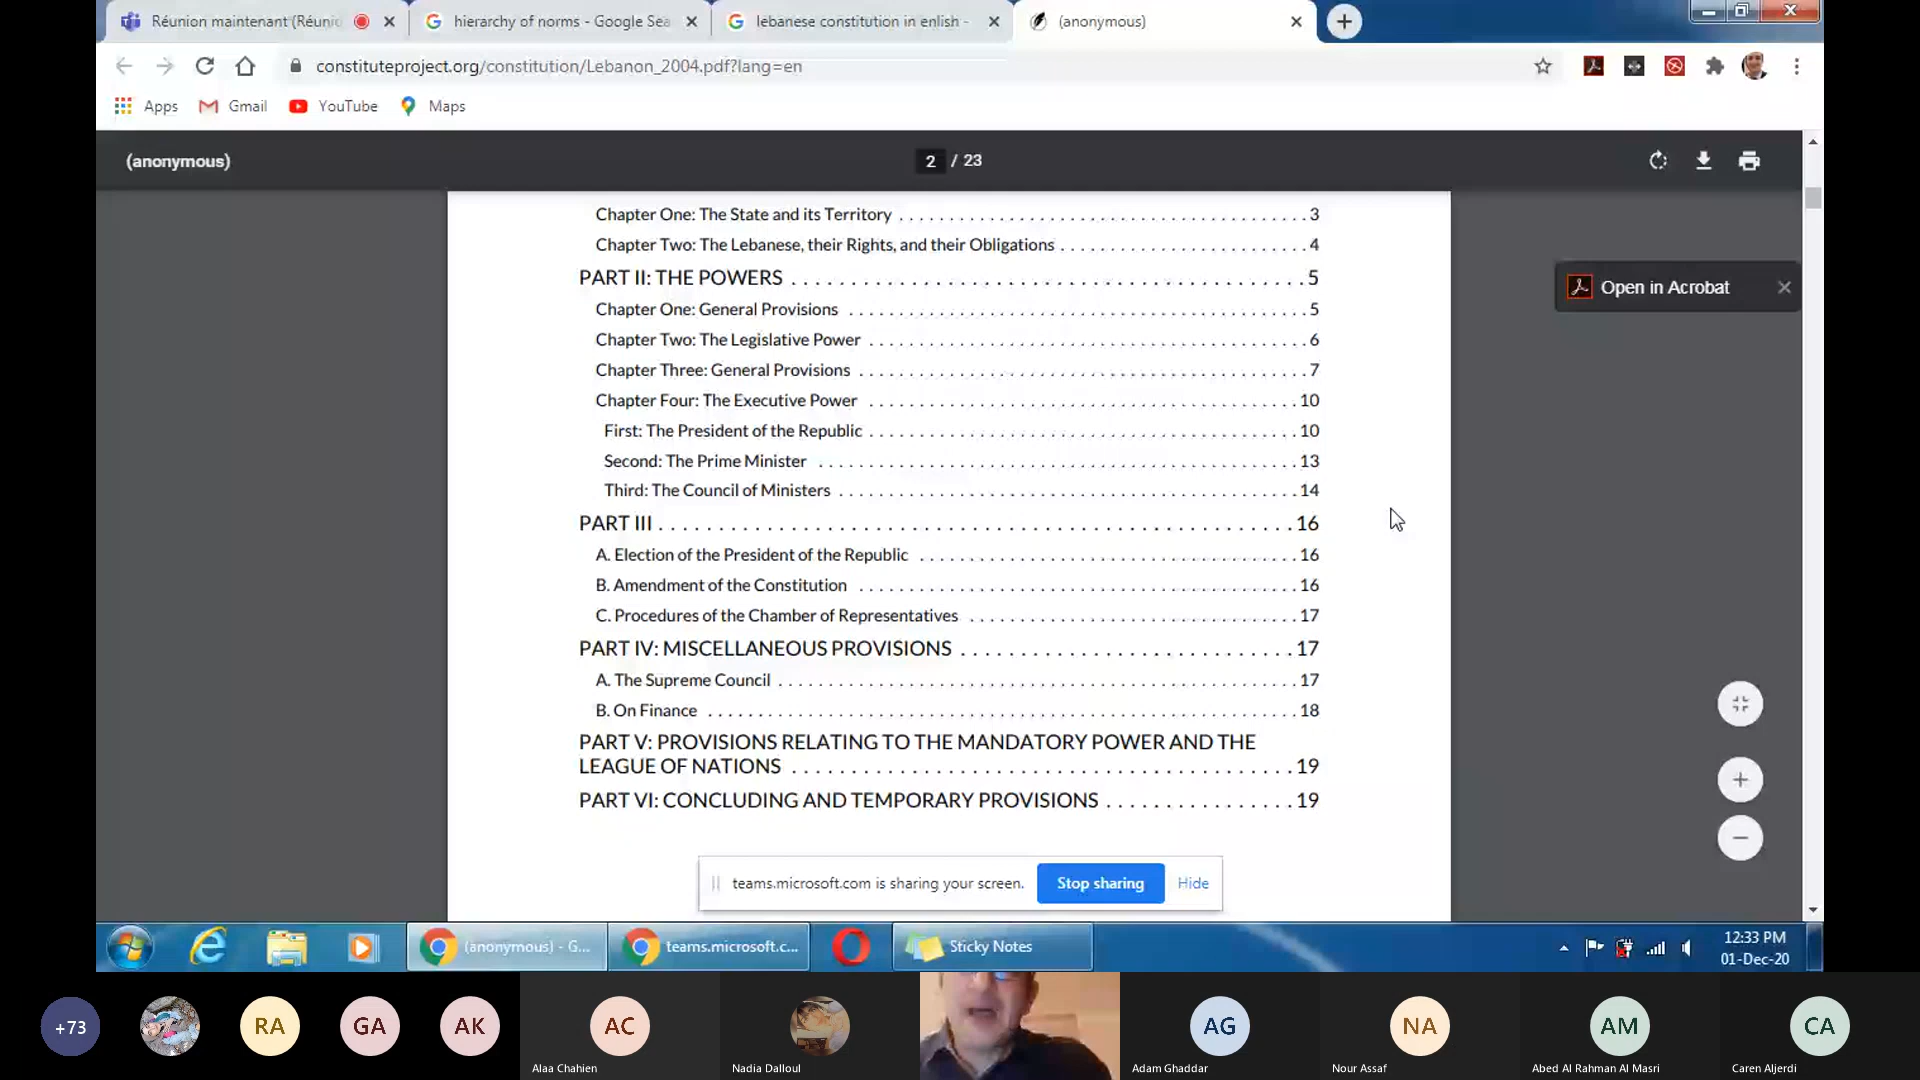 Réunion maintenant (Réunio
hierarchy of norms - Google Sea
lebanese constitution in enlish -
(anonymous)
constituteproject.org/constitution/Lebanon_2004.pdf?lang=en
Apps
Gmail
YouTube
Maps
(anonymous)
2 / 23
Open in Acrobat
Chapter One: The State and its Territory . . . . . . . . . . . . . . . . . . . . 3
Chapter Two: The Lebanese, their Rights, and their Obligations . . . . . . . . . . . . . . . . . . . . 4
PART II: THE POWERS . . . . . . . . . . . . . . . . . . . . 5
Chapter One: General Provisions . . . . . . . . . . . . . . . . . . . . 5
Chapter Two: The Legislative Power . . . . . . . . . . . . . . . . . . . . 6
Chapter Three: General Provisions . . . . . . . . . . . . . . . . . . . . 7
Chapter Four: The Executive Power . . . . . . . . . . . . . . . . . . . . 10
First: The President of the Republic . . . . . . . . . . . . . . . . . . . . 10
Second: The Prime Minister . . . . . . . . . . . . . . . . . . . . 13
Third: The Council of Ministers . . . . . . . . . . . . . . . . . . . . 14
PART III . . . . . . . . . . . . . . . . . . . . 16
A. Election of the President of the Republic . . . . . . . . . . . . . . . . . . . . 16
B. Amendment of the Constitution . . . . . . . . . . . . . . . . . . . . 16
C. Procedures of the Chamber of Representatives . . . . . . . . . . . . . . . . . . . . 17
PART IV: MISCELLANEOUS PROVISIONS . . . . . . . . . . . . . . . . . . . . 17
A. The Supreme Council . . . . . . . . . . . . . . . . . . . . 17
B. On Finance . . . . . . . . . . . . . . . . . . . . 18
PART V: PROVISIONS RELATING TO THE MANDATORY POWER AND THE
LEAGUE OF NATIONS . . . . . . . . . . . . . . . . . . . . 19
PART VI: CONCLUDING AND TEMPORARY PROVISIONS . . . . . . . . . . . . . . . 19
teams.microsoft.com is sharing your screen.
Stop sharing
Hide
(anonymous) - G...
teams.microsoft.c...
Sticky Notes
12:33 PM
01-Dec-20
+73
RA
GA
AK
AC
AG
NA
AM
CA
Alaa Chahien
Nadia Dalloul
Adam Ghaddar
Nour Assaf
Abed Al Rahman Al Masri
Caren Aljerdi